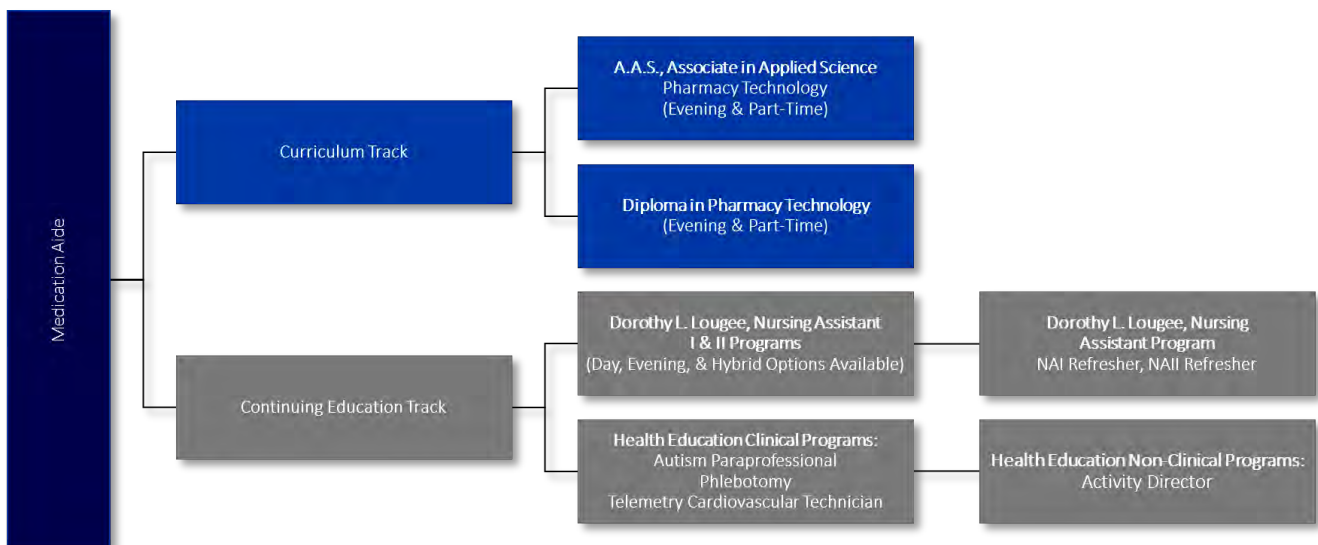 Medication Aide
Curriculum Track
A.A.S., Associate in Applied Science
Pharmacy Technology
(Evening & Part-Time)
Diploma in Pharmacy Technology
(Evening & Part-Time)
Continuing Education Track
Dorothy L. Lougee, Nursing Assistant
I & II Programs
(Day, Evening, & Hybrid Options Available)
Dorothy L. Lougee, Nursing
Assistant Program
NAI Refresher, NAII Refresher
Health Education Clinical Programs:
Autism Paraprofessional
Phlebotomy
Telemetry Cardiovascular Technician
Health Education Non-Clinical Programs:
Activity Director